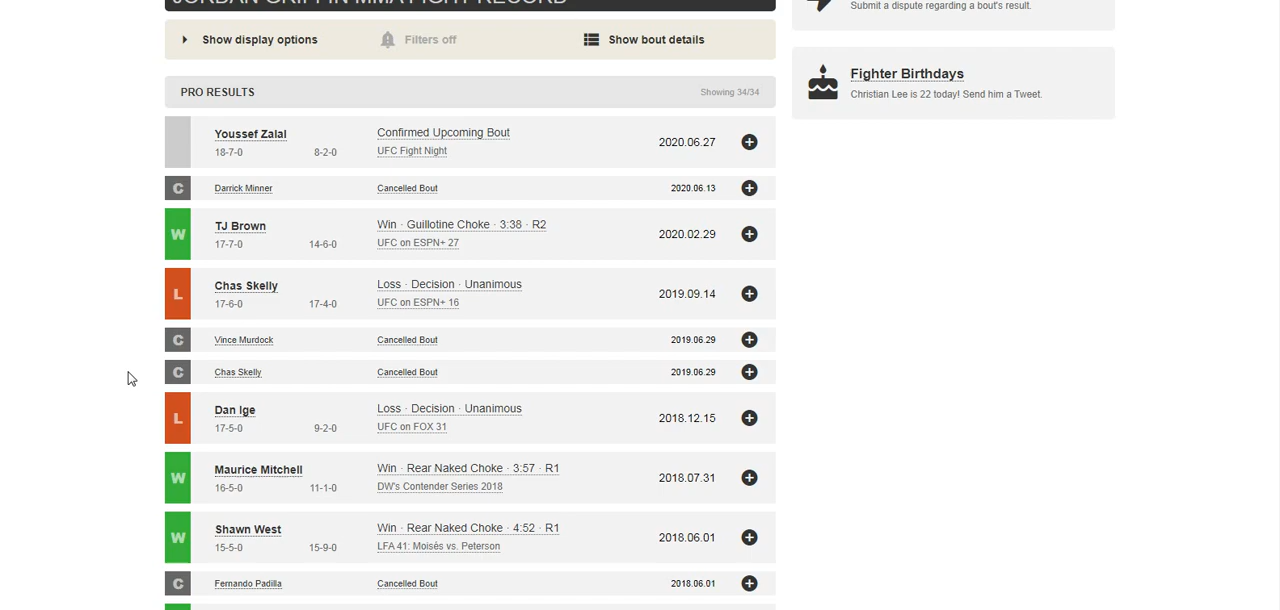 JORDAN GRIFFIN MMA FIGHT RECORD
Show display options
Filters off
Show bout details
PRO RESULTS
Showing 34/34
Youssef Zalal
18-7-0
8-2-0
Confirmed Upcoming Bout
UFC Fight Night
2020.06.27
C
Darrick Minner
Cancelled Bout
2020.06.13
W
TJ Brown
17-7-0
14-6-0
Win · Guillotine Choke · 3:38 · R2
UFC on ESPN+ 27
2020.02.29
L
Chas Skelly
17-6-0
17-4-0
Loss · Decision · Unanimous
UFC on ESPN+ 16
2019.09.14
C
Vince Murdock
Cancelled Bout
2019.06.29
C
Chas Skelly
Cancelled Bout
2019.06.29
L
Dan Ige
17-5-0
9-2-0
Loss · Decision · Unanimous
UFC on FOX 31
2018.12.15
W
Maurice Mitchell
16-5-0
11-1-0
Win · Rear Naked Choke · 3:57 · R1
DW's Contender Series 2018
2018.07.31
W
Shawn West
15-5-0
15-9-0
Win · Rear Naked Choke · 4:52 · R1
LFA 41: Moisés vs. Peterson
2018.06.01
C
Fernando Padilla
Cancelled Bout
2018.06.01
Submit a dispute regarding a bout's result.
Fighter Birthdays
Christian Lee is 22 today! Send him a Tweet.